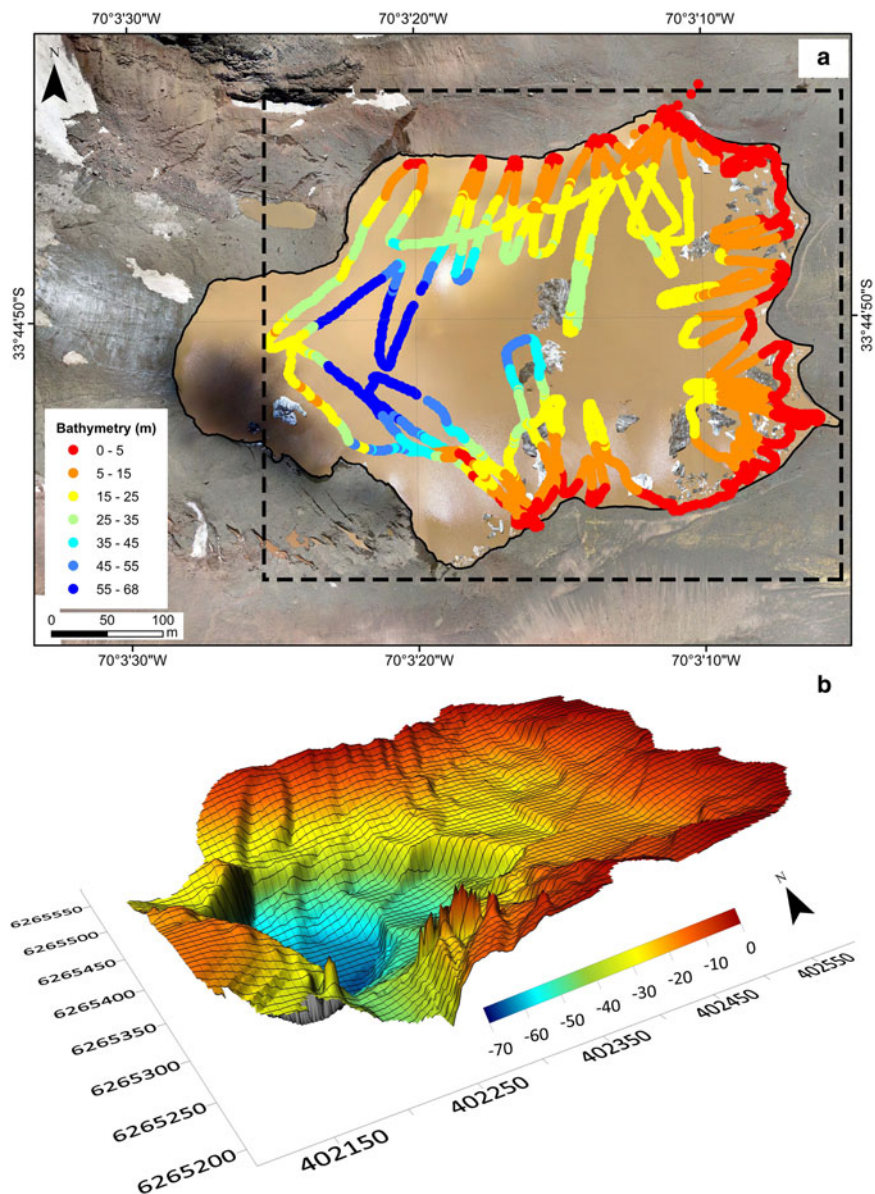 70°3'30"W 70°3'20"W 70°3'10"W
a
N
33°44'50"S 33°44'50"S
Bathymetry (m)
0 - 5
5 - 15
15 - 25
25 - 35
35 - 45
45 - 55
55 - 68
0 50 100
m
70°3'30"W 70°3'20"W 70°3'10"W
b
6265550
6265500
6265450
6265400
6265350
6265300
6265250
6265200
N
-70 -60 -50 -40 -30 -20 -10 0
402150 402250 402350 402450 402550